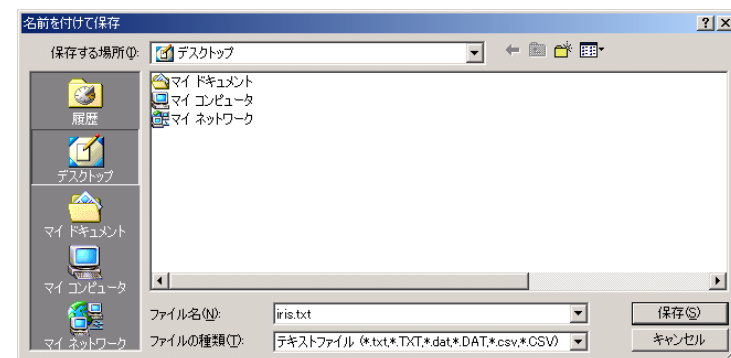 名前を付けて保存
保存する場所(I):
デスクトップ
マイ ドキュメント
マイ コンピュータ
マイ ネットワーク
履歴
デスクトップ
マイ ドキュメント
マイ コンピュータ
マイ ネットワーク
ファイル名(N):
iris.txt
保存(S)
ファイルの種類(T):
テキストファイル (*.txt,*.TXT,*.dat,*.DAT,*.csv,*.CSV)
キャンセル